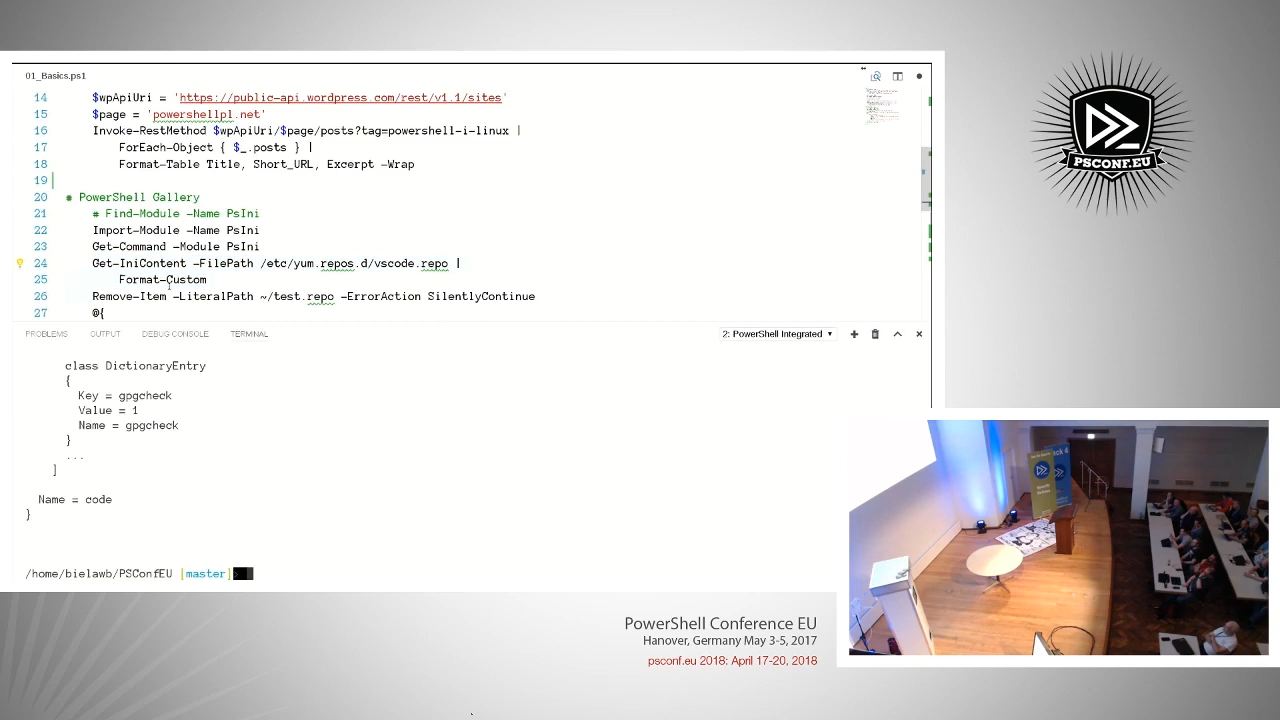 01_Basics.ps1
14 $wpApiUri = 'https://public-api.wordpress.com/rest/v1.1/sites'
15 $page = 'powershellpl.net'
16 Invoke-RestMethod $wpApiUri/$page/posts?tag=powershell-i-linux |
17 ForEach-Object { $_.posts } |
18 Format-Table Title, Short_URL, Excerpt -Wrap
19
20 # PowerShell Gallery
21 # Find-Module -Name PsIni
22 Import-Module -Name PsIni
23 Get-Command -Module PsIni
24 Get-IniContent -FilePath /etc/yum.repos.d/vscode.repo |
25 Format-Custom
26 Remove-Item -LiteralPath ~/test.repo -ErrorAction SilentlyContinue
27 @{
PROBLEMS OUTPUT DEBUG CONSOLE TERMINAL 2: PowerShell Integrated
class DictionaryEntry
{
Key = gpgcheck
Value = 1
Name = gpgcheck
}
...
]
Name = code
}
/home/bielawb/PSConfEU [master]
PSCONF.EU
PowerShell Conference EU
Hanover, Germany May 3-5, 2017
psconf.eu 2018: April 17-20, 2018